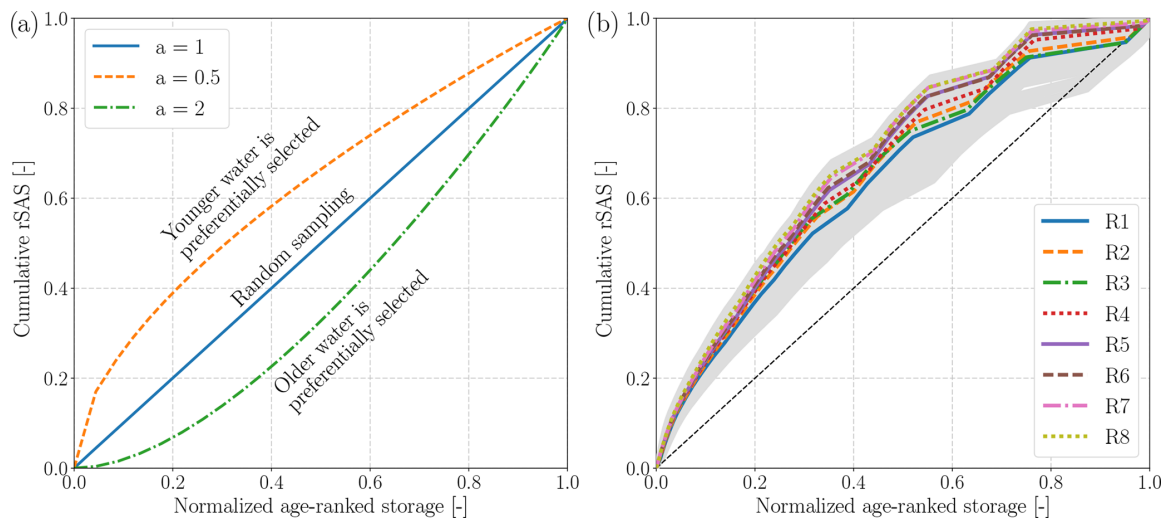 (a)
1.0
0.8
0.6
0.4
0.2
0.0
Cumulative rSAS [-]
a = 1
a = 0.5
a = 2
Younger water is
preferentially selected
Random sampling
Older water is
preferentially selected
0.0 0.2 0.4 0.6 0.8 1.0
Normalized age-ranked storage [-]
(b)
1.0
0.8
0.6
0.4
0.2
0.0
Cumulative rSAS [-]
R1
R2
R3
R4
R5
R6
R7
R8
0.0 0.2 0.4 0.6 0.8 1.0
Normalized age-ranked storage [-]